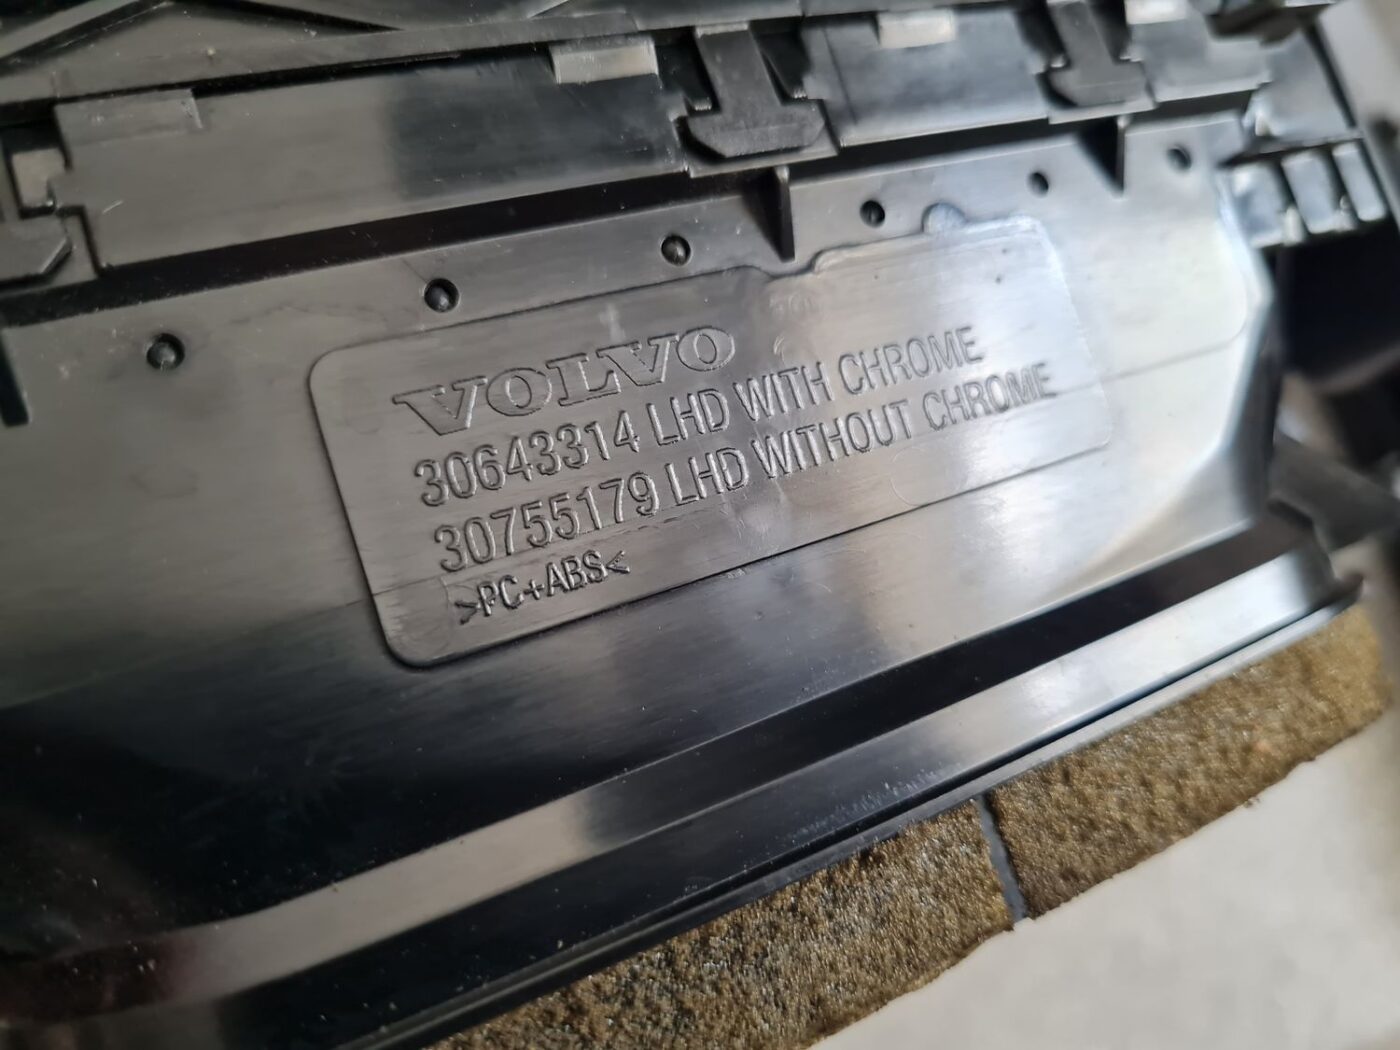 VOLVO
30643314 LHD WITH CHROME
30755179 LHD WITHOUT CHROME
>PC+ABS<